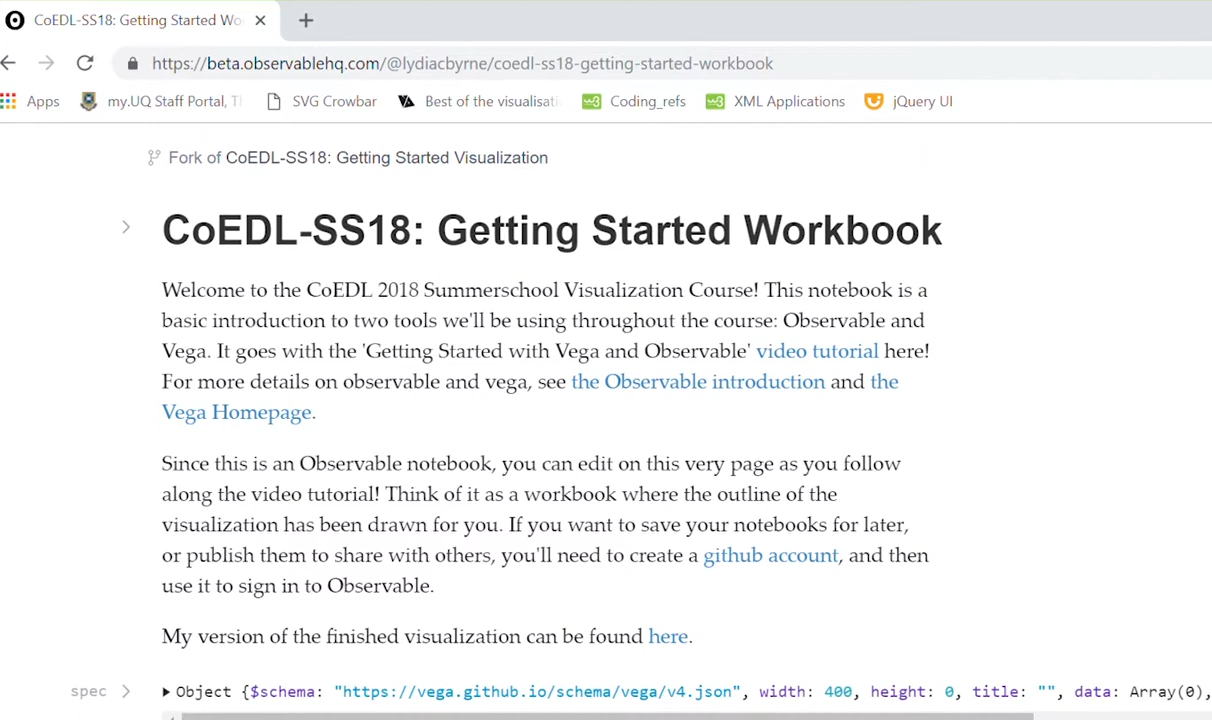 CoEDL-SS18: Getting Started Wo
https://beta.observablehq.com/@lydiacbyrne/coedl-ss18-getting-started-workbook
Apps my.UQ Staff Portal, Th SVG Crowbar Best of the visualisati Coding_refs XML Applications jQuery UI
Fork of CoEDL-SS18: Getting Started Visualization
CoEDL-SS18: Getting Started Workbook
Welcome to the CoEDL 2018 Summerschool Visualization Course! This notebook is a
basic introduction to two tools we'll be using throughout the course: Observable and
Vega. It goes with the 'Getting Started with Vega and Observable' video tutorial here!
For more details on observable and vega, see the Observable introduction and the
Vega Homepage.
Since this is an Observable notebook, you can edit on this very page as you follow
along the video tutorial! Think of it as a workbook where the outline of the
visualization has been drawn for you. If you want to save your notebooks for later,
or publish them to share with others, you'll need to create a github account, and then
use it to sign in to Observable.
My version of the finished visualization can be found here.
spec Object {$schema: "https://vega.github.io/schema/vega/v4.json", width: 400, height: 0, title: "", data: Array(0),